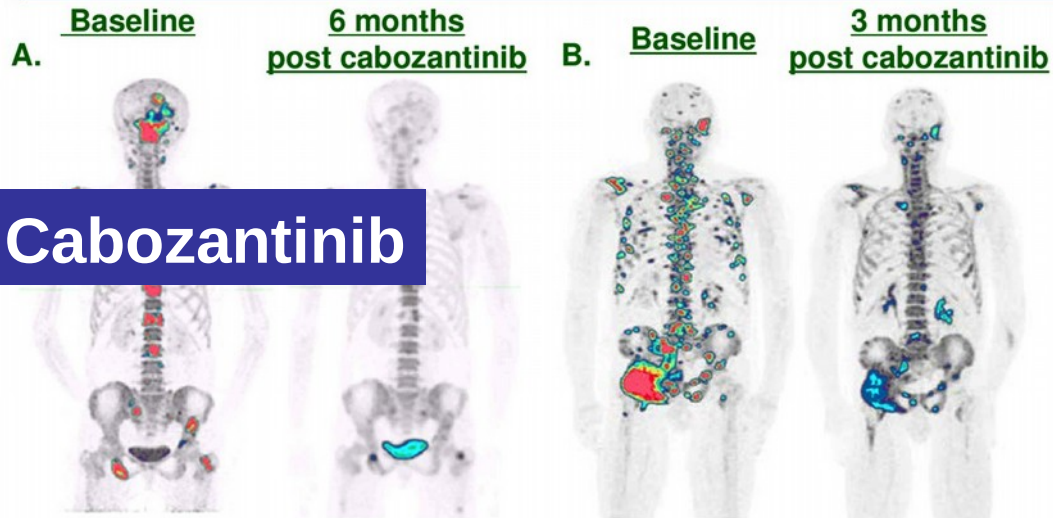 Baseline
6 months
post cabozantinib
A.
Baseline
3 months
post cabozantinib
B.
Cabozantinib